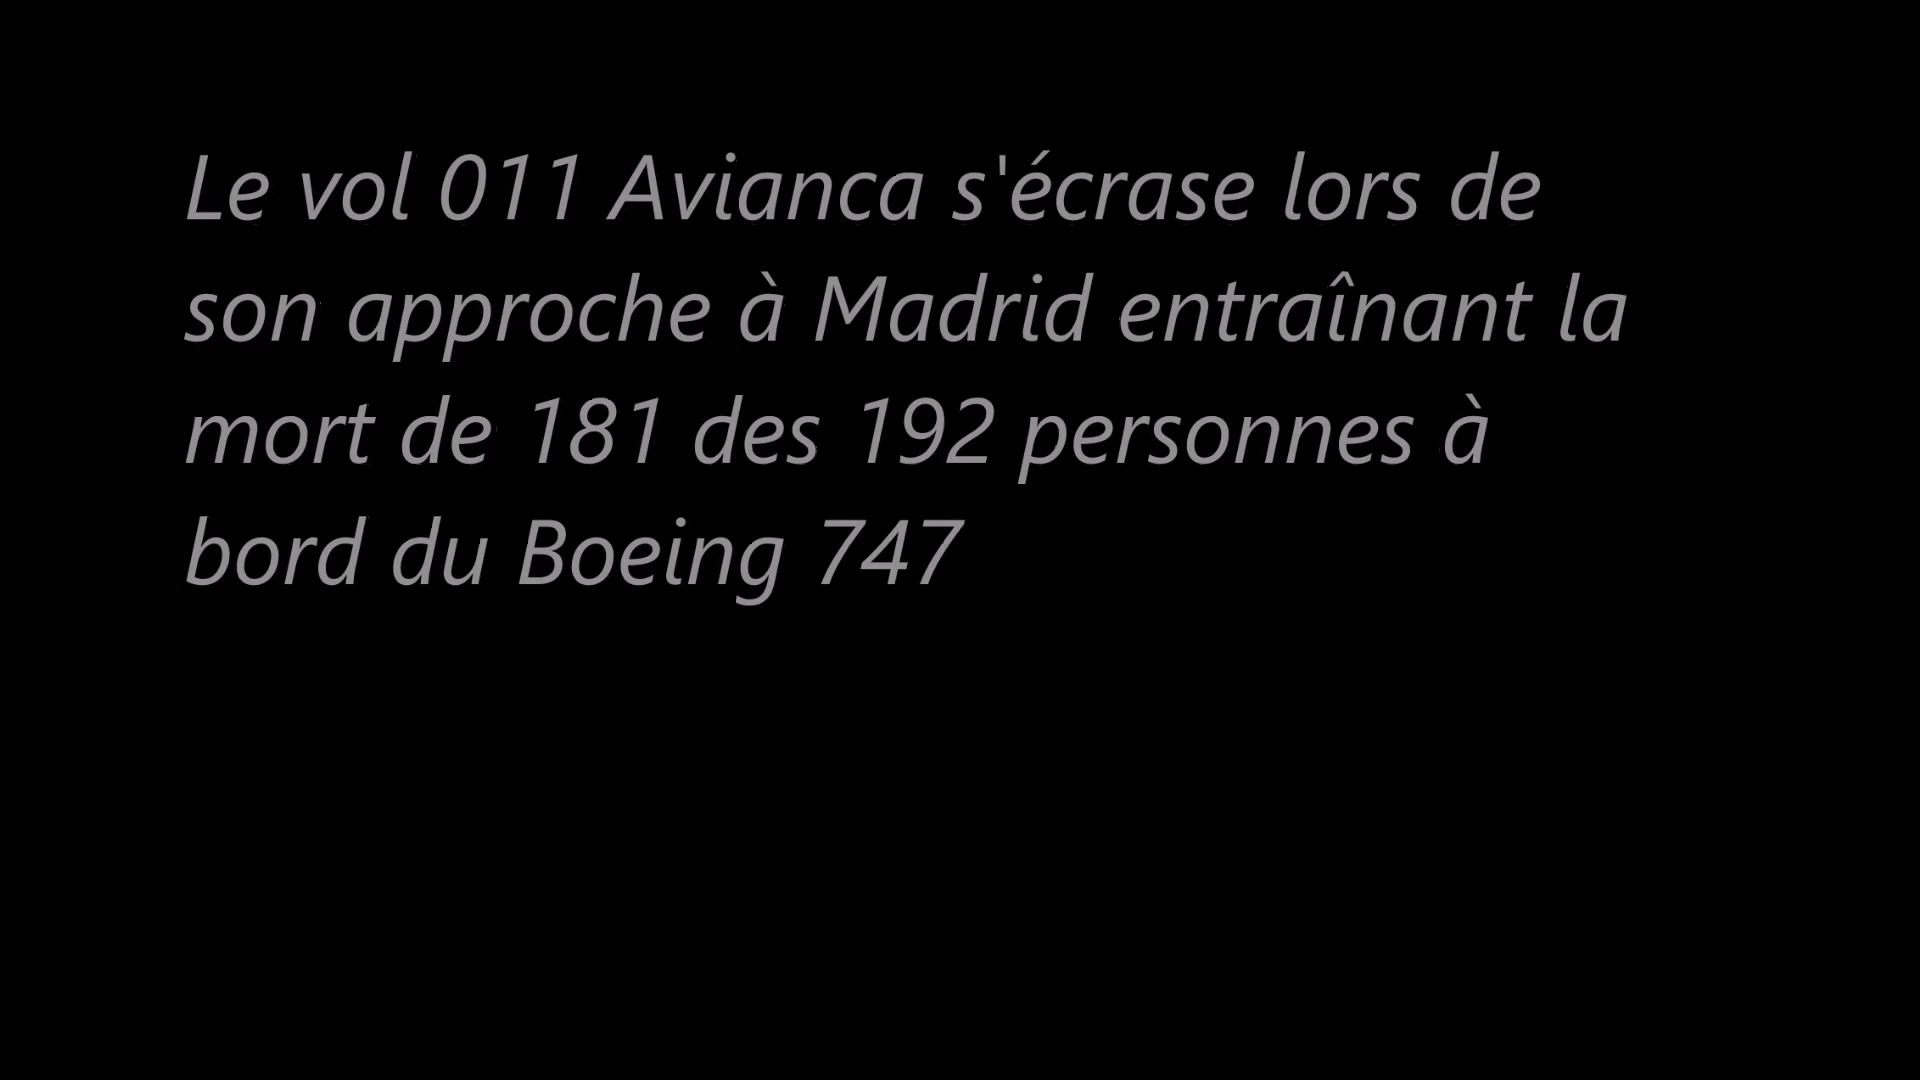 Le vol 011 Avianca s'écrase lors de
son approche à Madrid entraînant la
mort de 181 des 192 personnes à
bord du Boeing 747